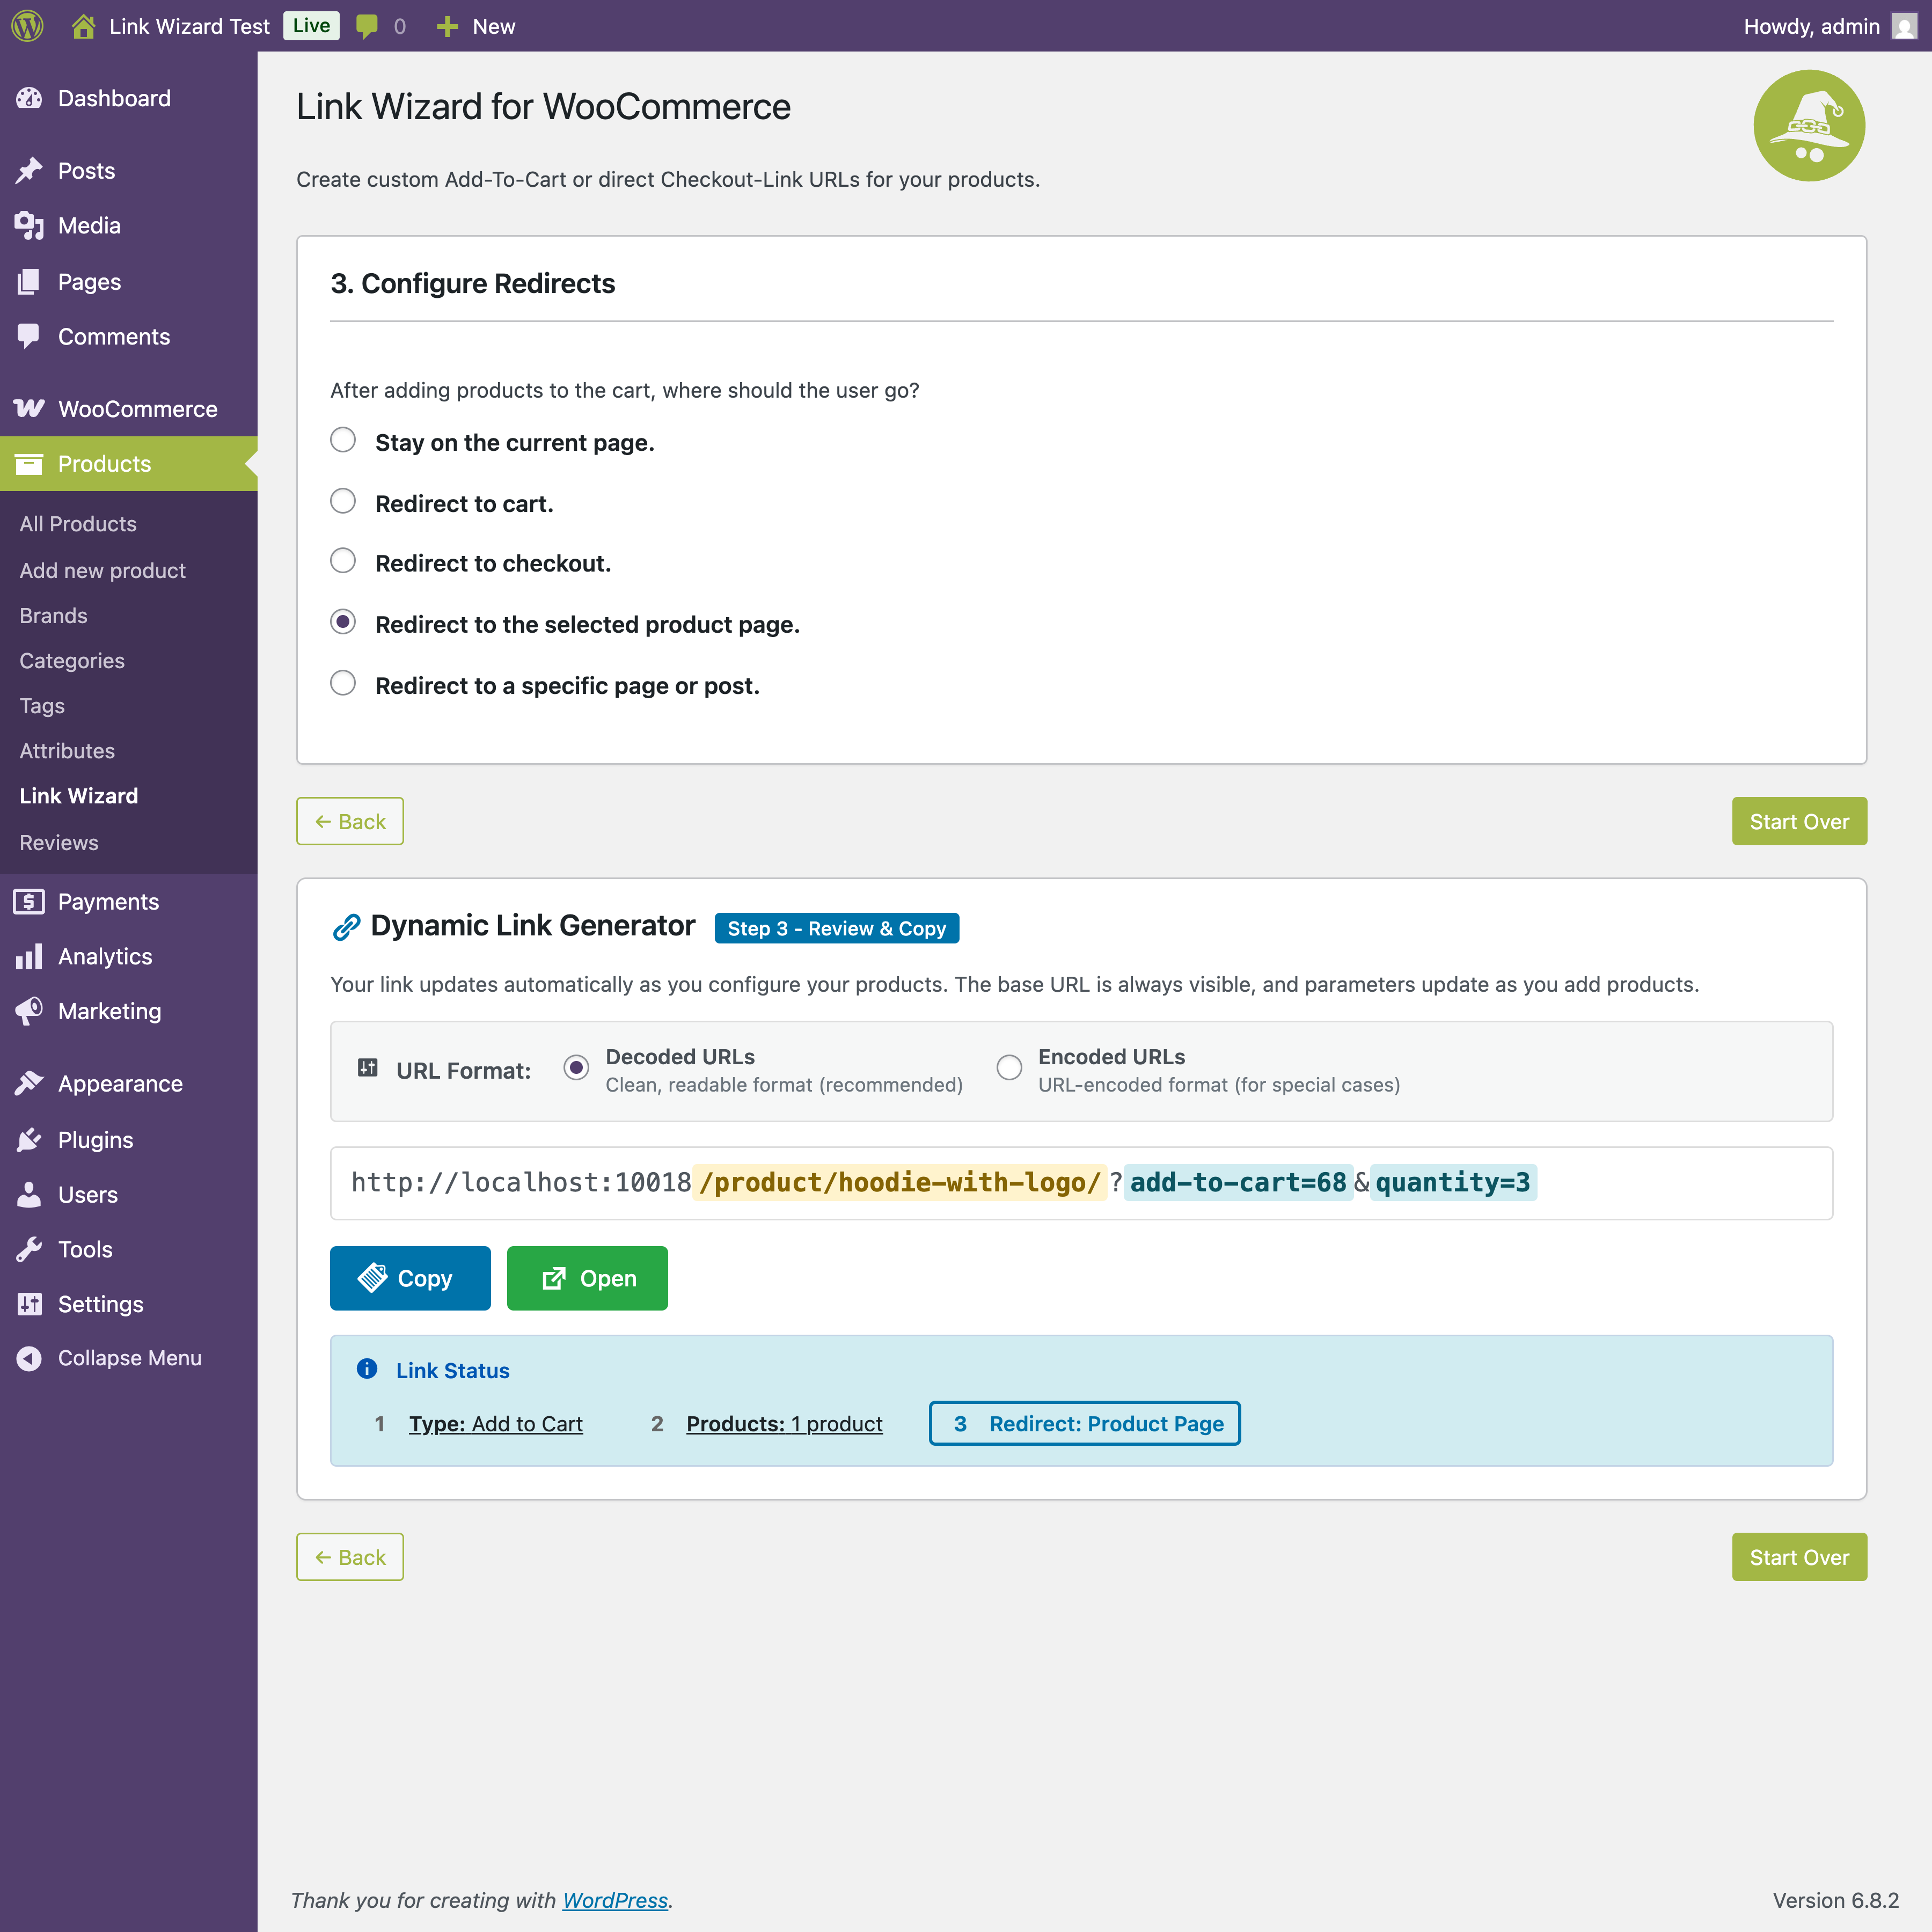 Link Wizard Test Live 0 New Howdy, admin
Dashboard
Posts
Media
Pages
Comments
WooCommerce
Products
All Products
Add new product
Brands
Categories
Tags
Attributes
Link Wizard
Reviews
Payments
Analytics
Marketing
Appearance
Plugins
Users
Tools
Settings
Collapse Menu
Link Wizard for WooCommerce
Create custom Add-To-Cart or direct Checkout-Link URLs for your products.
3. Configure Redirects
After adding products to the cart, where should the user go?
Stay on the current page.
Redirect to cart.
Redirect to checkout.
Redirect to the selected product page.
Redirect to a specific page or post.
← Back Start Over
Dynamic Link Generator Step 3 - Review & Copy
Your link updates automatically as you configure your products. The base URL is always visible, and parameters update as you add products.
URL Format: Decoded URLs Encoded URLs
Clean, readable format (recommended) URL-encoded format (for special cases)
http://localhost:10018/product/hoodie-with-logo/?add-to-cart=68&quantity=3
Copy Open
Link Status
1 Type: Add to Cart 2 Products: 1 product 3 Redirect: Product Page
← Back Start Over
Thank you for creating with WordPress. Version 6.8.2